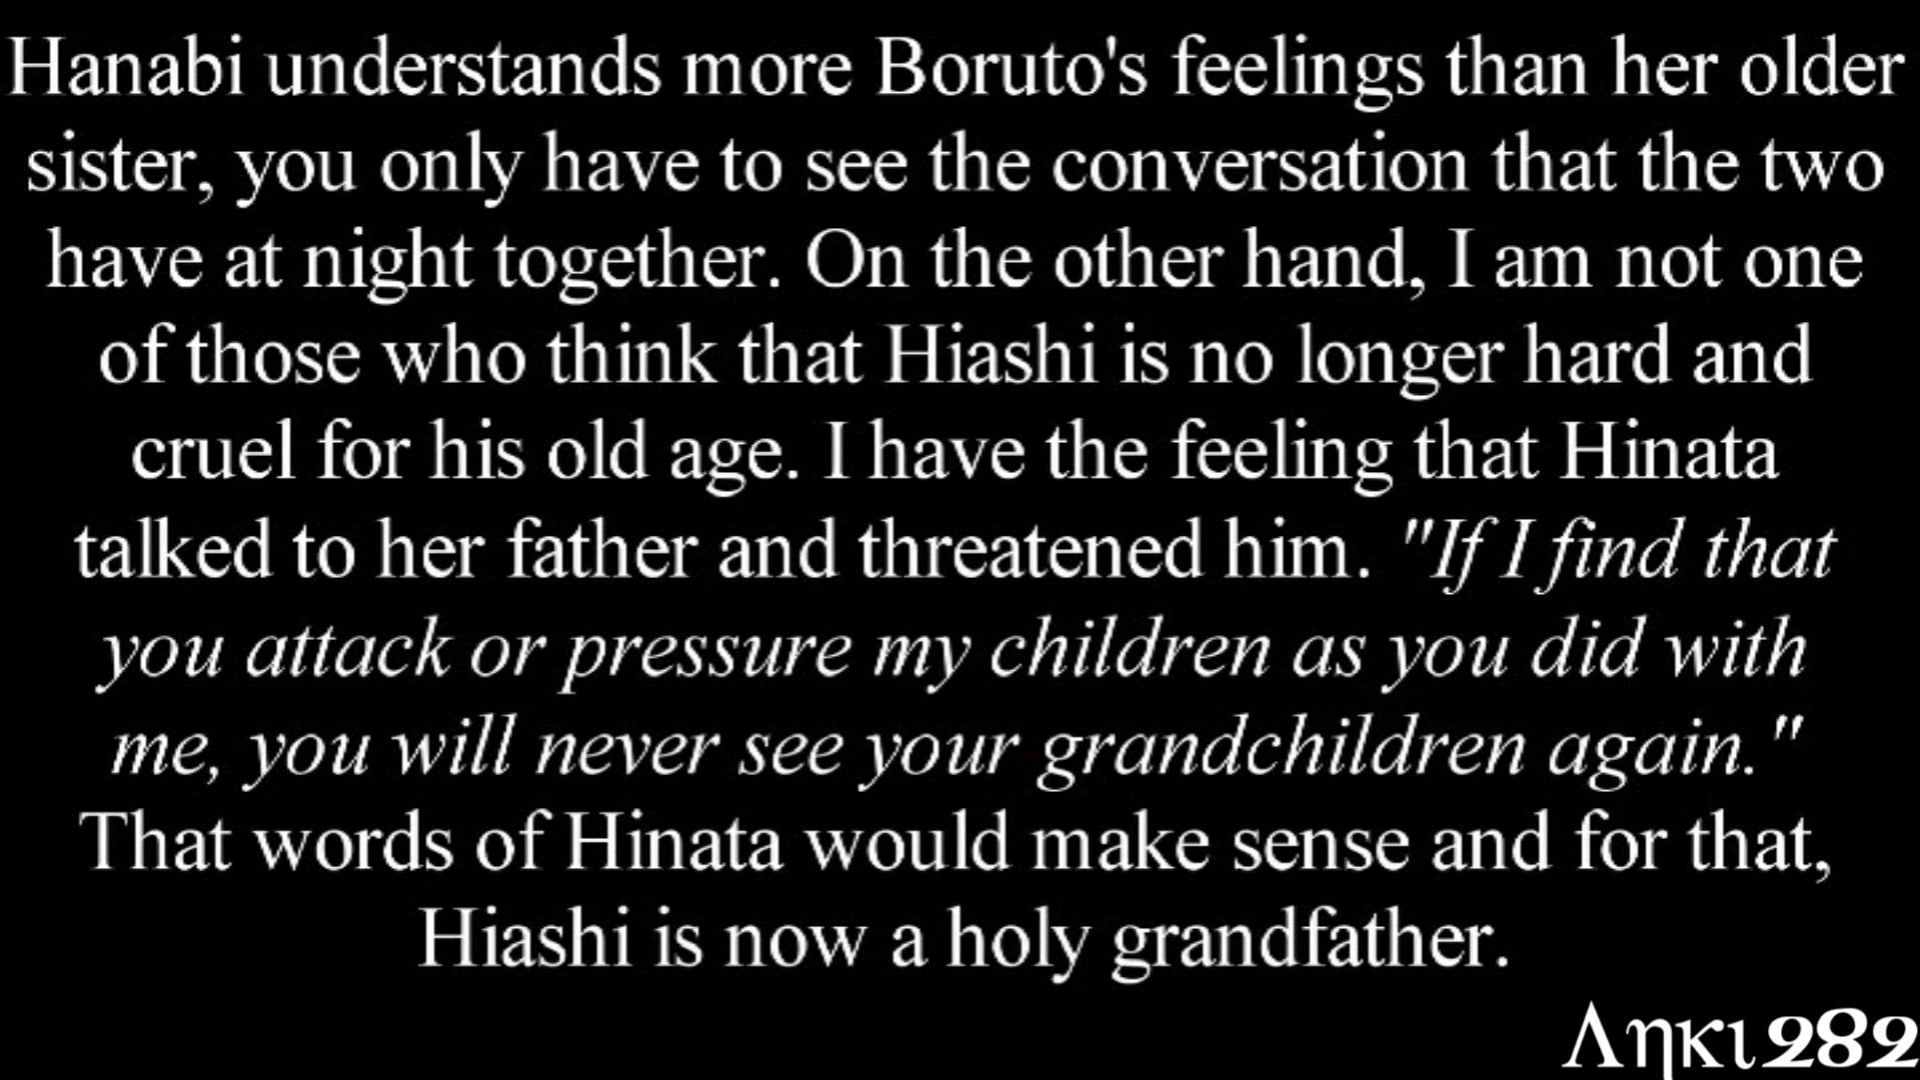 Hanabi understands more Boruto's feelings than her older
sister, you only have to see the conversation that the two
have at night together. On the other hand, I am not one
of those who think that Hiashi is no longer hard and
cruel for his old age. I have the feeling that Hinata
talked to her father and threatened him. "If I find that
you attack or pressure my children as you did with
me, you will never see your grandchildren again."
That words of Hinata would make sense and for that,
Hiashi is now a holy grandfather.
Ληκι282